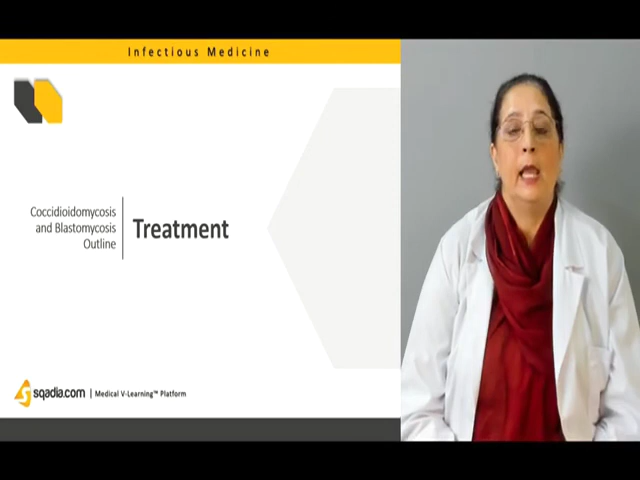 Infectious Medicine
Coccidioidomycosis
and Blastomycosis
Outline
Treatment
sqadia.com | Medical V-Learning™ Platform